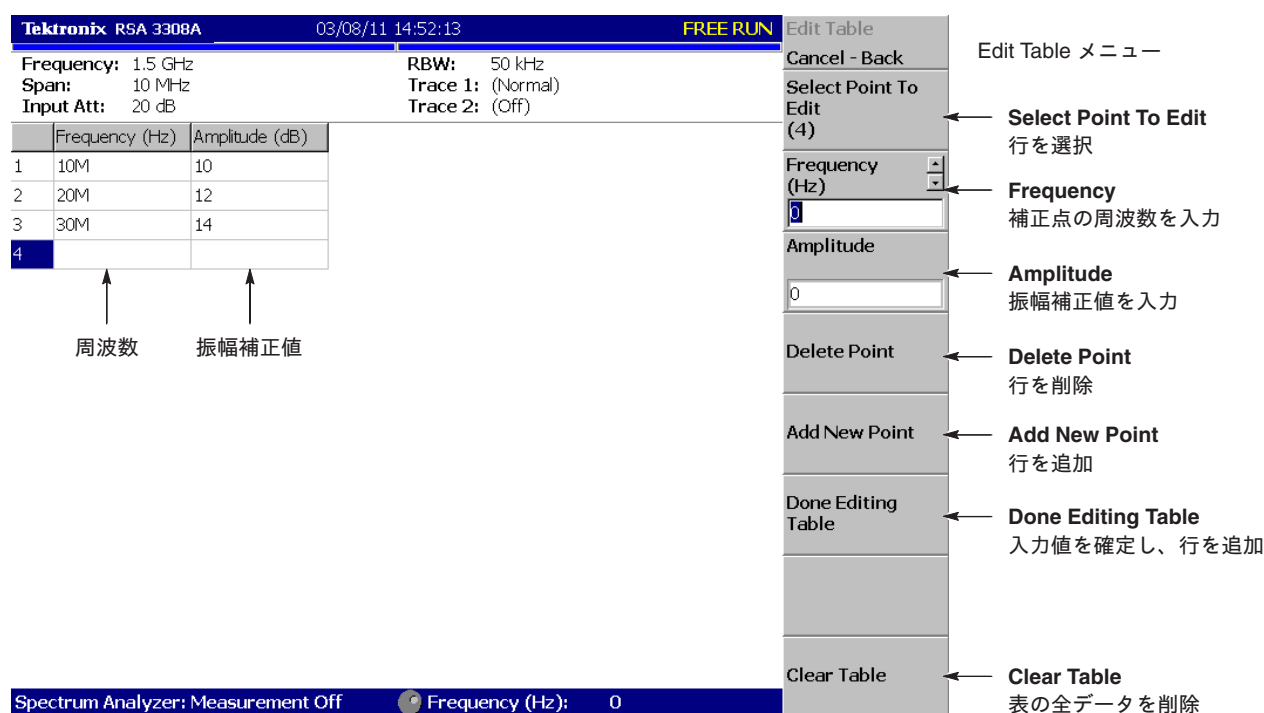 Tektronix RSA 3308A 03/08/11 14:52:13 FREE RUN
Frequency: 1.5 GHz RBW: 50 kHz
Span: 10 MHz Trace 1: (Normal)
Input Att: 20 dB Trace 2: (Off)
Frequency (Hz) Amplitude (dB)
1 10M 10
2 20M 12
3 30M 14
4
周波数 振幅補正値
Edit Table
Cancel - Back
Select Point To
Edit
(4)
Frequency
(Hz)
0
Amplitude
0
Delete Point
Add New Point
Done Editing
Table
Clear Table
Edit Table メニュー
Select Point To Edit
行を選択
Frequency
補正点の周波数を入力
Amplitude
振幅補正値を入力
Delete Point
行を削除
Add New Point
行を追加
Done Editing Table
入力値を確定し、行を追加
Clear Table
表の全データを削除
Spectrum Analyzer: Measurement Off Frequency (Hz): 0